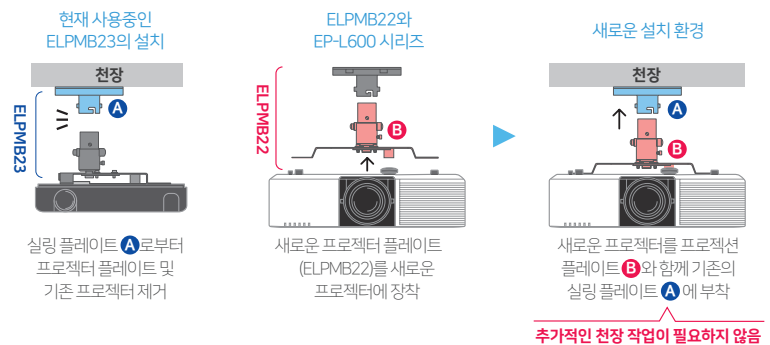 현재 사용중인
ELPMB23의 설치
천장
A
ELPMB23
실링 플레이트 A로부터
프로젝터 플레이트 및
기존 프로젝터 제거
ELPMB22와
EP-L600 시리즈
ELPMB22
B
새로운 프로젝터 플레이트
(ELPMB22)를 새로운
프로젝터에 장착
새로운 설치 환경
천장
A
B
새로운 프로젝터를 프로젝션
플레이트 B와 함께 기존의
실링 플레이트 A 에 부착
추가적인 천장 작업이 필요하지 않음